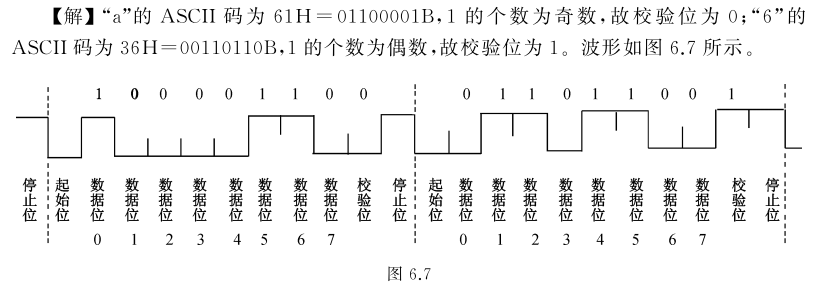 【解】“a”的 ASCII 码为 61H=01100001B,1 的个数为奇数,故校验位为 0;“6”的
ASCII 码为 36H=00110110B,1 的个数为偶数,故校验位为 1。波形如图 6.7 所示。
1 0 0 0 0 1 1 0 0 0 1 1 0 1 1 0 0 1
停止位 起始位 数据位 数据位 数据位 数据位 数据位 数据位 数据位 数据位 校验位 停止位 起始位 数据位 数据位 数据位 数据位 数据位 数据位 数据位 数据位 校验位 停止位
0 1 2 3 4 5 6 7 0 1 2 3 4 5 6 7
图 6.7